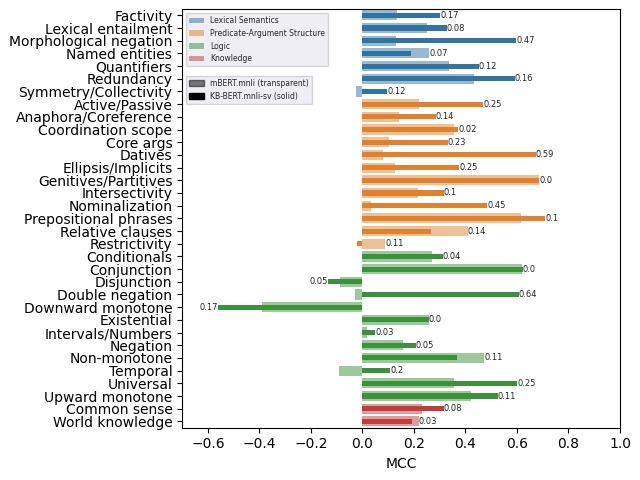 Factivity 0.17
Lexical entailment 0.08
Morphological negation 0.47
Named entities 0.07
Quantifiers 0.12
Redundancy 0.16
Symmetry/Collectivity 0.12
Active/Passive 0.25
Anaphora/Coreference 0.14
Coordination scope 0.02
Core args 0.23
Datives 0.59
Ellipsis/Implicits 0.25
Genitives/Partitives 0.0
Intersectivity 0.1
Nominalization 0.45
Prepositional phrases 0.1
Relative clauses 0.14
Restrictivity 0.11
Conditionals 0.04
Conjunction 0.0
Disjunction 0.05
Double negation 0.64
Downward monotone 0.17
Existential 0.0
Intervals/Numbers 0.03
Negation 0.05
Non-monotone 0.11
Temporal 0.2
Universal 0.25
Upward monotone 0.11
Common sense 0.08
World knowledge 0.03
Lexical Semantics
Predicate-Argument Structure
Logic
Knowledge
mBERT.mnli (transparent)
KB-BERT.mnli-sv (solid)
−0.6 −0.4 −0.2 0.0 0.2 0.4 0.6 0.8 1.0
MCC